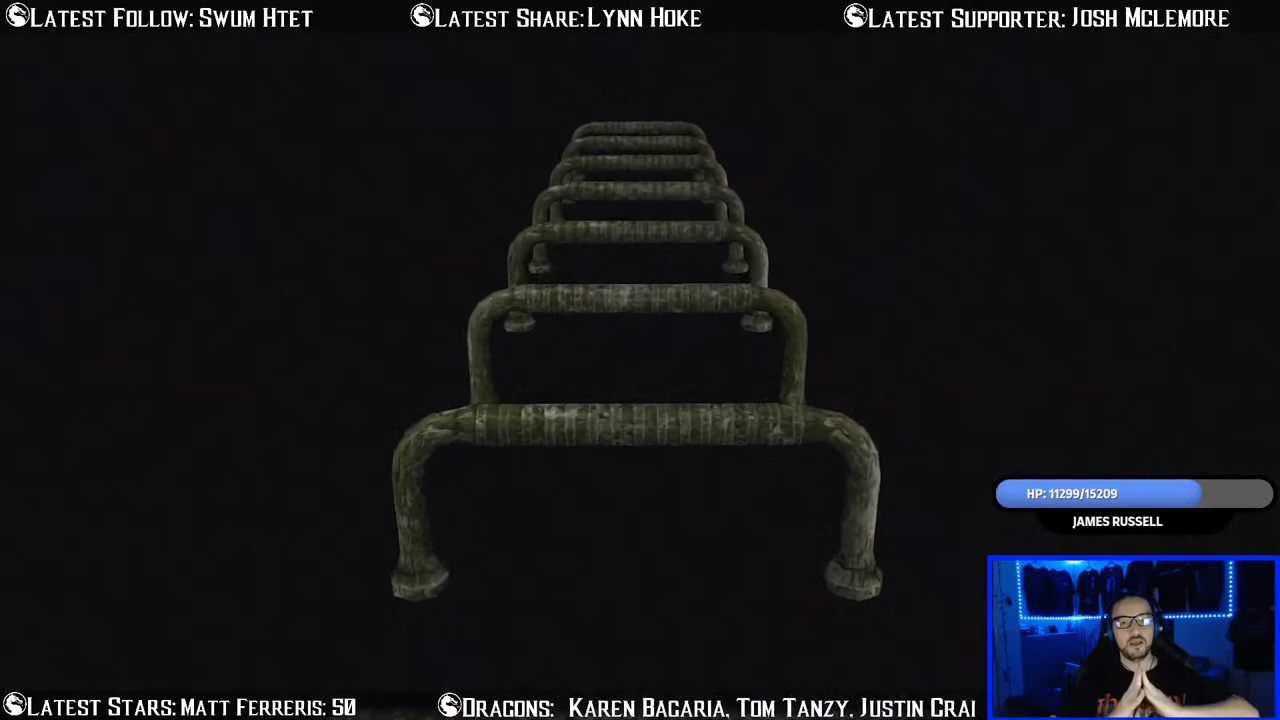 Latest Follow: Swum Htet
Latest Share: Lynn Hoke
Latest Supporter: Josh Mclemore
HP: 11299/15209
JAMES RUSSELL
Latest Stars: Matt Ferreris: 50
Dragons: Karen Bagaria, Tom Tanzy, Justin Crai